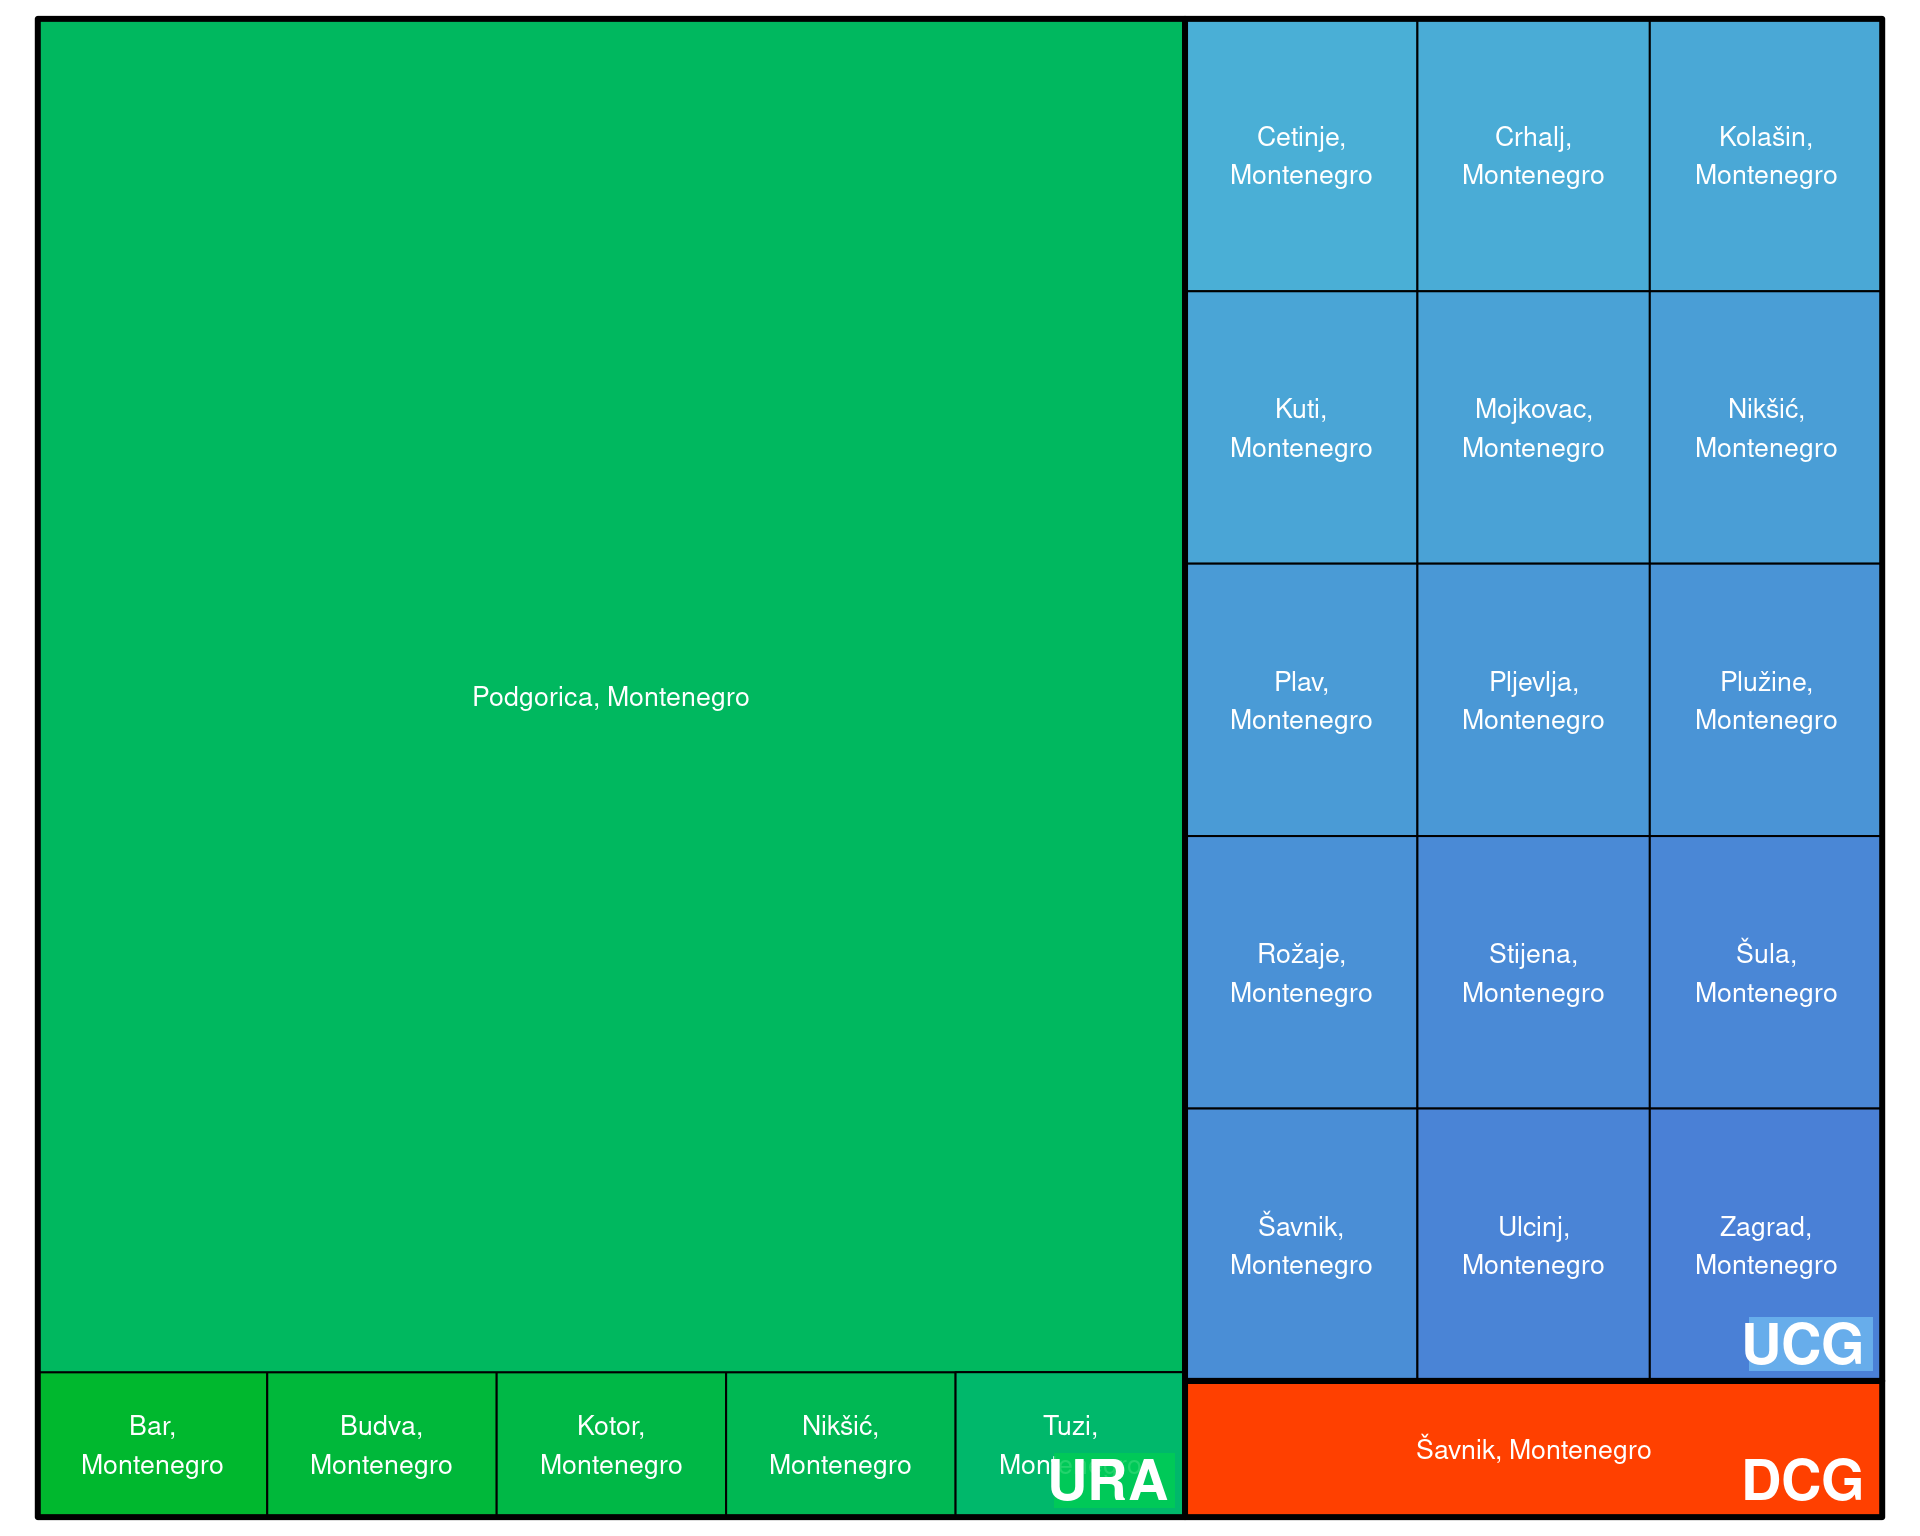 Podgorica, Montenegro
Bar,
Montenegro
Budva,
Montenegro
Kotor,
Montenegro
Nikšić,
Montenegro
Tuzi,
Montenegro
URA
Cetinje,
Montenegro
Crhalj,
Montenegro
Kolašin,
Montenegro
Kuti,
Montenegro
Mojkovac,
Montenegro
Nikšić,
Montenegro
Plav,
Montenegro
Pljevlja,
Montenegro
Plužine,
Montenegro
Rožaje,
Montenegro
Stijena,
Montenegro
Šula,
Montenegro
Šavnik,
Montenegro
Ulcinj,
Montenegro
Zagrad,
Montenegro
UCG
Šavnik, Montenegro
DCG